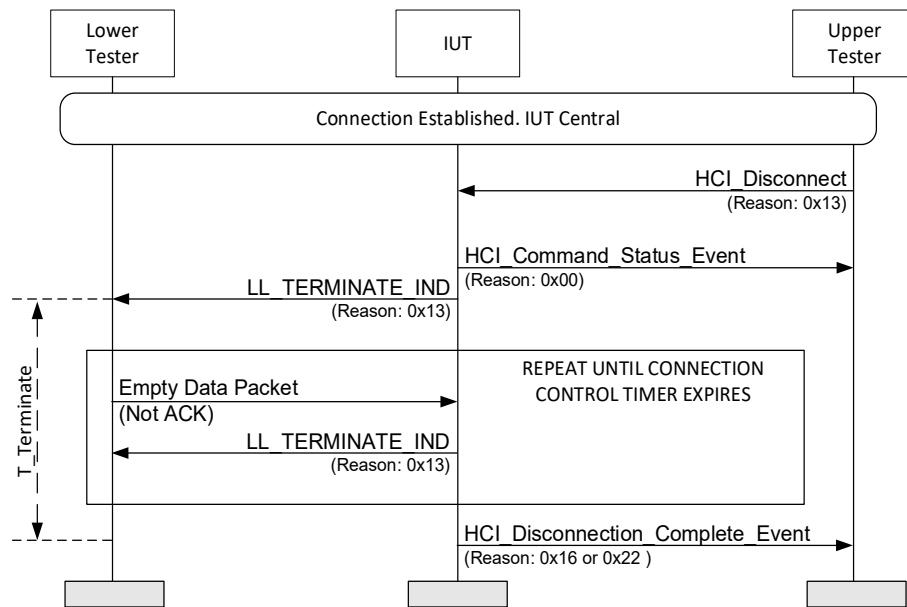 Lower
Tester
IUT
Upper
Tester
Connection Established. IUT Central
HCI_Disconnect
(Reason: 0x13)
HCI_Command_Status_Event
(Reason: 0x00)
LL_TERMINATE_IND
(Reason: 0x13)
REPEAT UNTIL CONNECTION
CONTROL TIMER EXPIRES
Empty Data Packet
(Not ACK)
LL_TERMINATE_IND
(Reason: 0x13)
T_Terminate
HCI_Disconnection_Complete_Event
(Reason: 0x16 or 0x22 )